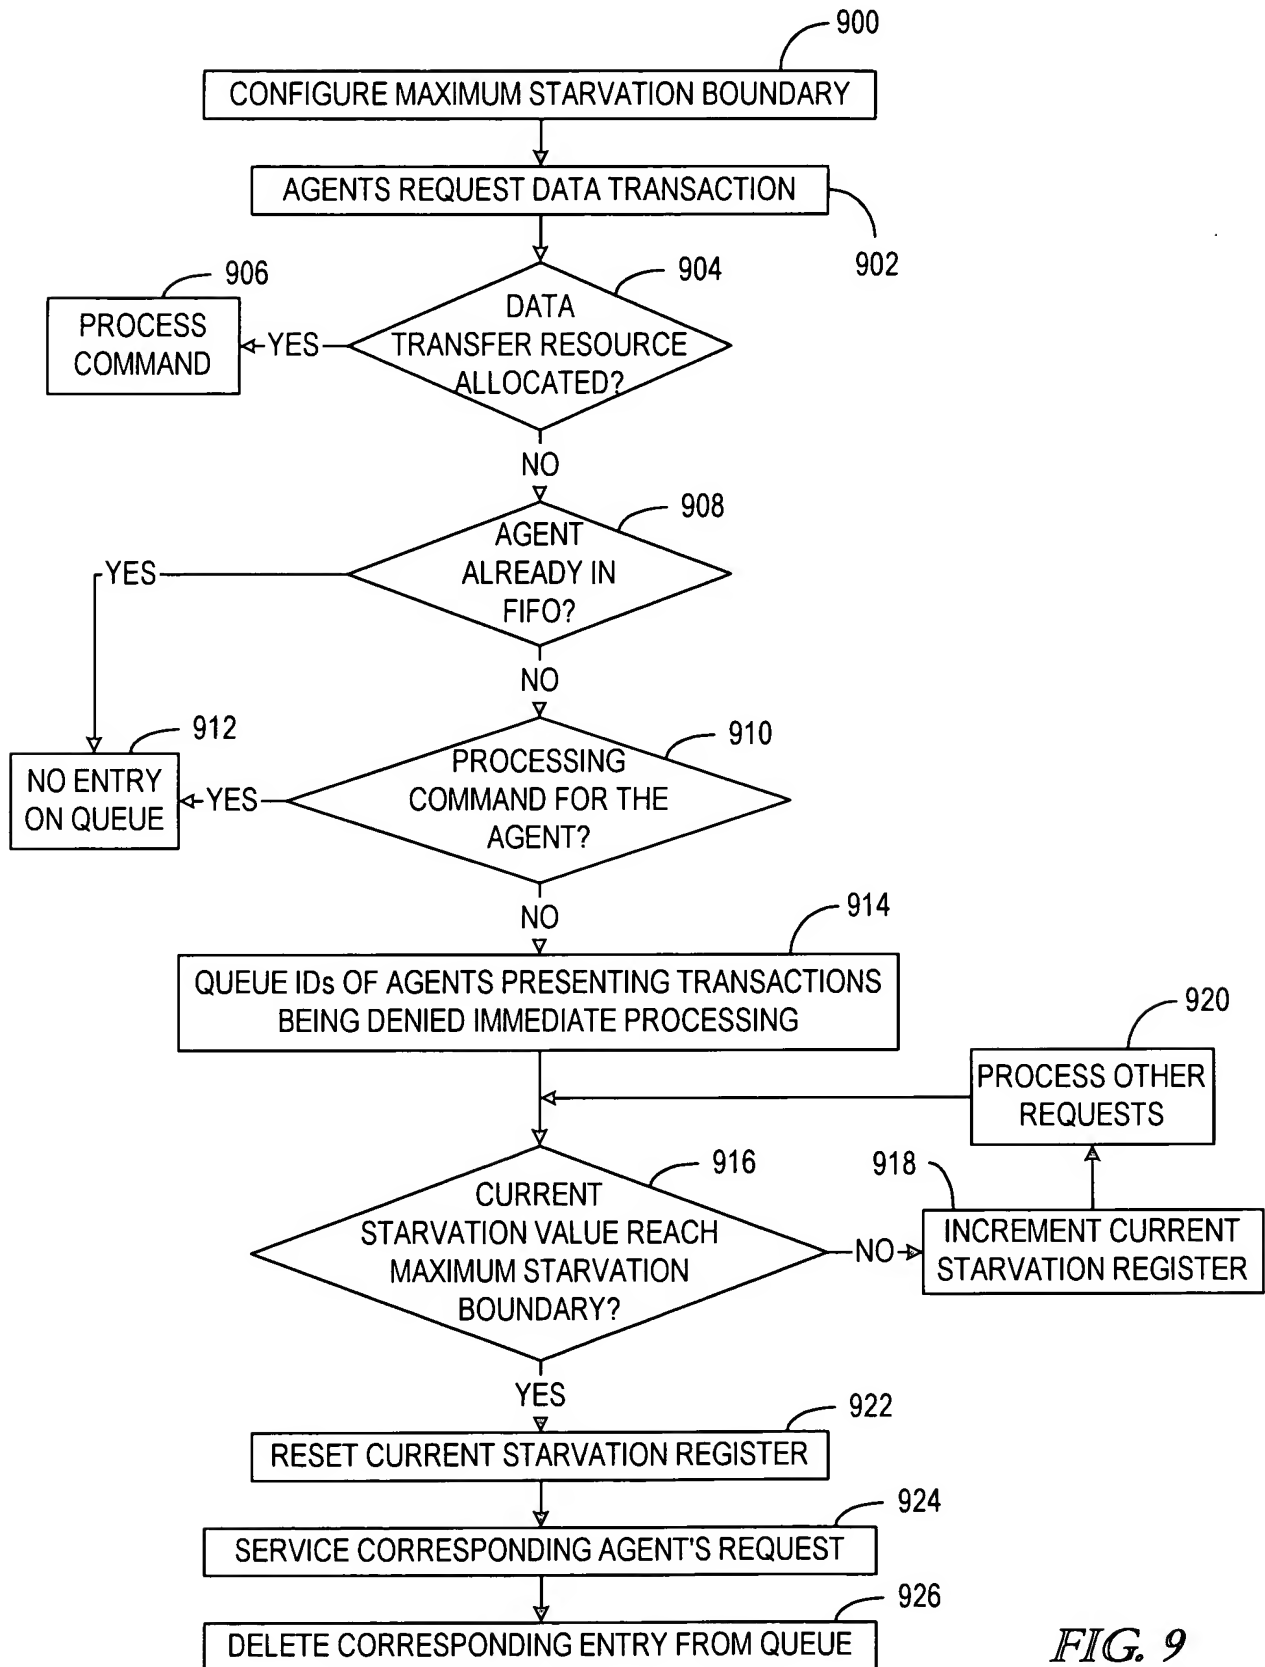 900
CONFIGURE MAXIMUM STARVATION BOUNDARY
AGENTS REQUEST DATA TRANSACTION
902
904
906
DATA
TRANSFER RESOURCE
ALLOCATED?
PROCESS
COMMAND
YES
NO
908
AGENT
ALREADY IN
FIFO?
YES
NO
912
910
NO ENTRY
ON QUEUE
YES
PROCESSING
COMMAND FOR THE
AGENT?
NO
914
QUEUE IDs OF AGENTS PRESENTING TRANSACTIONS
BEING DENIED IMMEDIATE PROCESSING
920
PROCESS OTHER
REQUESTS
916
918
CURRENT
STARVATION VALUE REACH
MAXIMUM STARVATION
BOUNDARY?
NO
INCREMENT CURRENT
STARVATION REGISTER
YES
922
RESET CURRENT STARVATION REGISTER
924
SERVICE CORRESPONDING AGENT'S REQUEST
926
DELETE CORRESPONDING ENTRY FROM QUEUE
FIG. 9